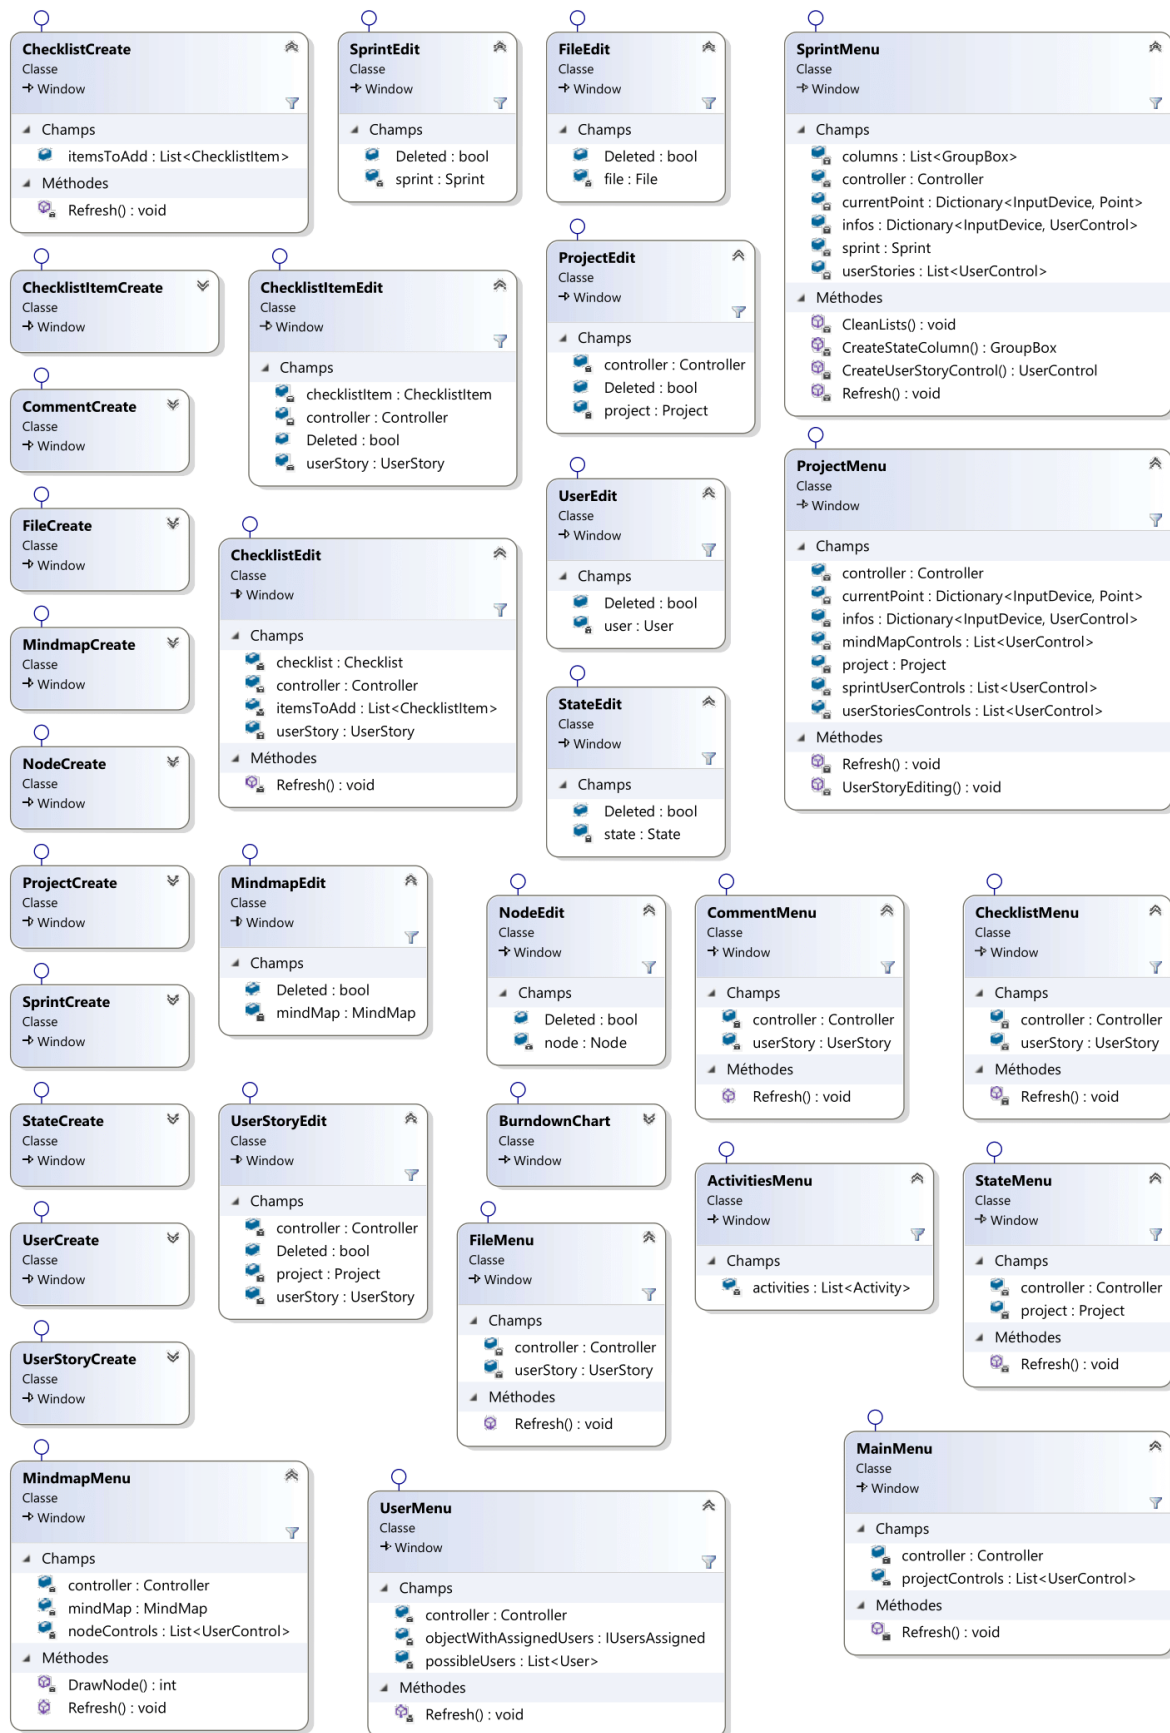 ChecklistCreate
Classe
Window
Champs
itemsToAdd : List<ChecklistItem>
Méthodes
Refresh() : void
SprintEdit
Classe
Window
Champs
Deleted : bool
sprint : Sprint
FileEdit
Classe
Window
Champs
Deleted : bool
file : File
SprintMenu
Classe
Window
Champs
columns : List<GroupBox>
controller : Controller
currentPoint : Dictionary<InputDevice, Point>
infos : Dictionary<InputDevice, UserControl>
sprint : Sprint
userStories : List<UserControl>
Méthodes
CleanLists() : void
CreateStateColumn() : GroupBox
CreateUserStoryControl() : UserControl
Refresh() : void
ChecklistItemCreate
Classe
Window
ChecklistItemEdit
Classe
Window
Champs
checklistItem : ChecklistItem
controller : Controller
Deleted : bool
userStory : UserStory
ProjectEdit
Classe
Window
Champs
controller : Controller
Deleted : bool
project : Project
CommentCreate
Classe
Window
ProjectMenu
Classe
Window
Champs
controller : Controller
currentPoint : Dictionary<InputDevice, Point>
infos : Dictionary<InputDevice, UserControl>
mindMapControls : List<UserControl>
project : Project
sprintUserControls : List<UserControl>
userStoriesControls : List<UserControl>
Méthodes
Refresh() : void
UserStoryEditing() : void
UserEdit
Classe
Window
Champs
Deleted : bool
user : User
FileCreate
Classe
Window
ChecklistEdit
Classe
Window
Champs
checklist : Checklist
controller : Controller
itemsToAdd : List<ChecklistItem>
userStory : UserStory
Méthodes
Refresh() : void
MindmapCreate
Classe
Window
StateEdit
Classe
Window
Champs
Deleted : bool
state : State
NodeCreate
Classe
Window
ProjectCreate
Classe
Window
MindmapEdit
Classe
Window
Champs
Deleted : bool
mindMap : MindMap
NodeEdit
Classe
Window
Champs
Deleted : bool
node : Node
CommentMenu
Classe
Window
Champs
controller : Controller
userStory : UserStory
Méthodes
Refresh() : void
ChecklistMenu
Classe
Window
Champs
controller : Controller
userStory : UserStory
Méthodes
Refresh() : void
SprintCreate
Classe
Window
StateCreate
Classe
Window
UserStoryEdit
Classe
Window
Champs
controller : Controller
Deleted : bool
project : Project
userStory : UserStory
BurndownChart
Classe
Window
ActivitiesMenu
Classe
Window
Champs
activities : List<Activity>
StateMenu
Classe
Window
Champs
controller : Controller
project : Project
Méthodes
Refresh() : void
UserCreate
Classe
Window
FileMenu
Classe
Window
Champs
controller : Controller
userStory : UserStory
Méthodes
Refresh() : void
UserStoryCreate
Classe
Window
MindmapMenu
Classe
Window
Champs
controller : Controller
mindMap : MindMap
nodeControls : List<UserControl>
Méthodes
DrawNode() : int
Refresh() : void
UserMenu
Classe
Window
Champs
controller : Controller
objectWithAssignedUsers : IUsersAssigned
possibleUsers : List<User>
Méthodes
Refresh() : void
MainMenu
Classe
Window
Champs
controller : Controller
projectControls : List<UserControl>
Méthodes
Refresh() : void